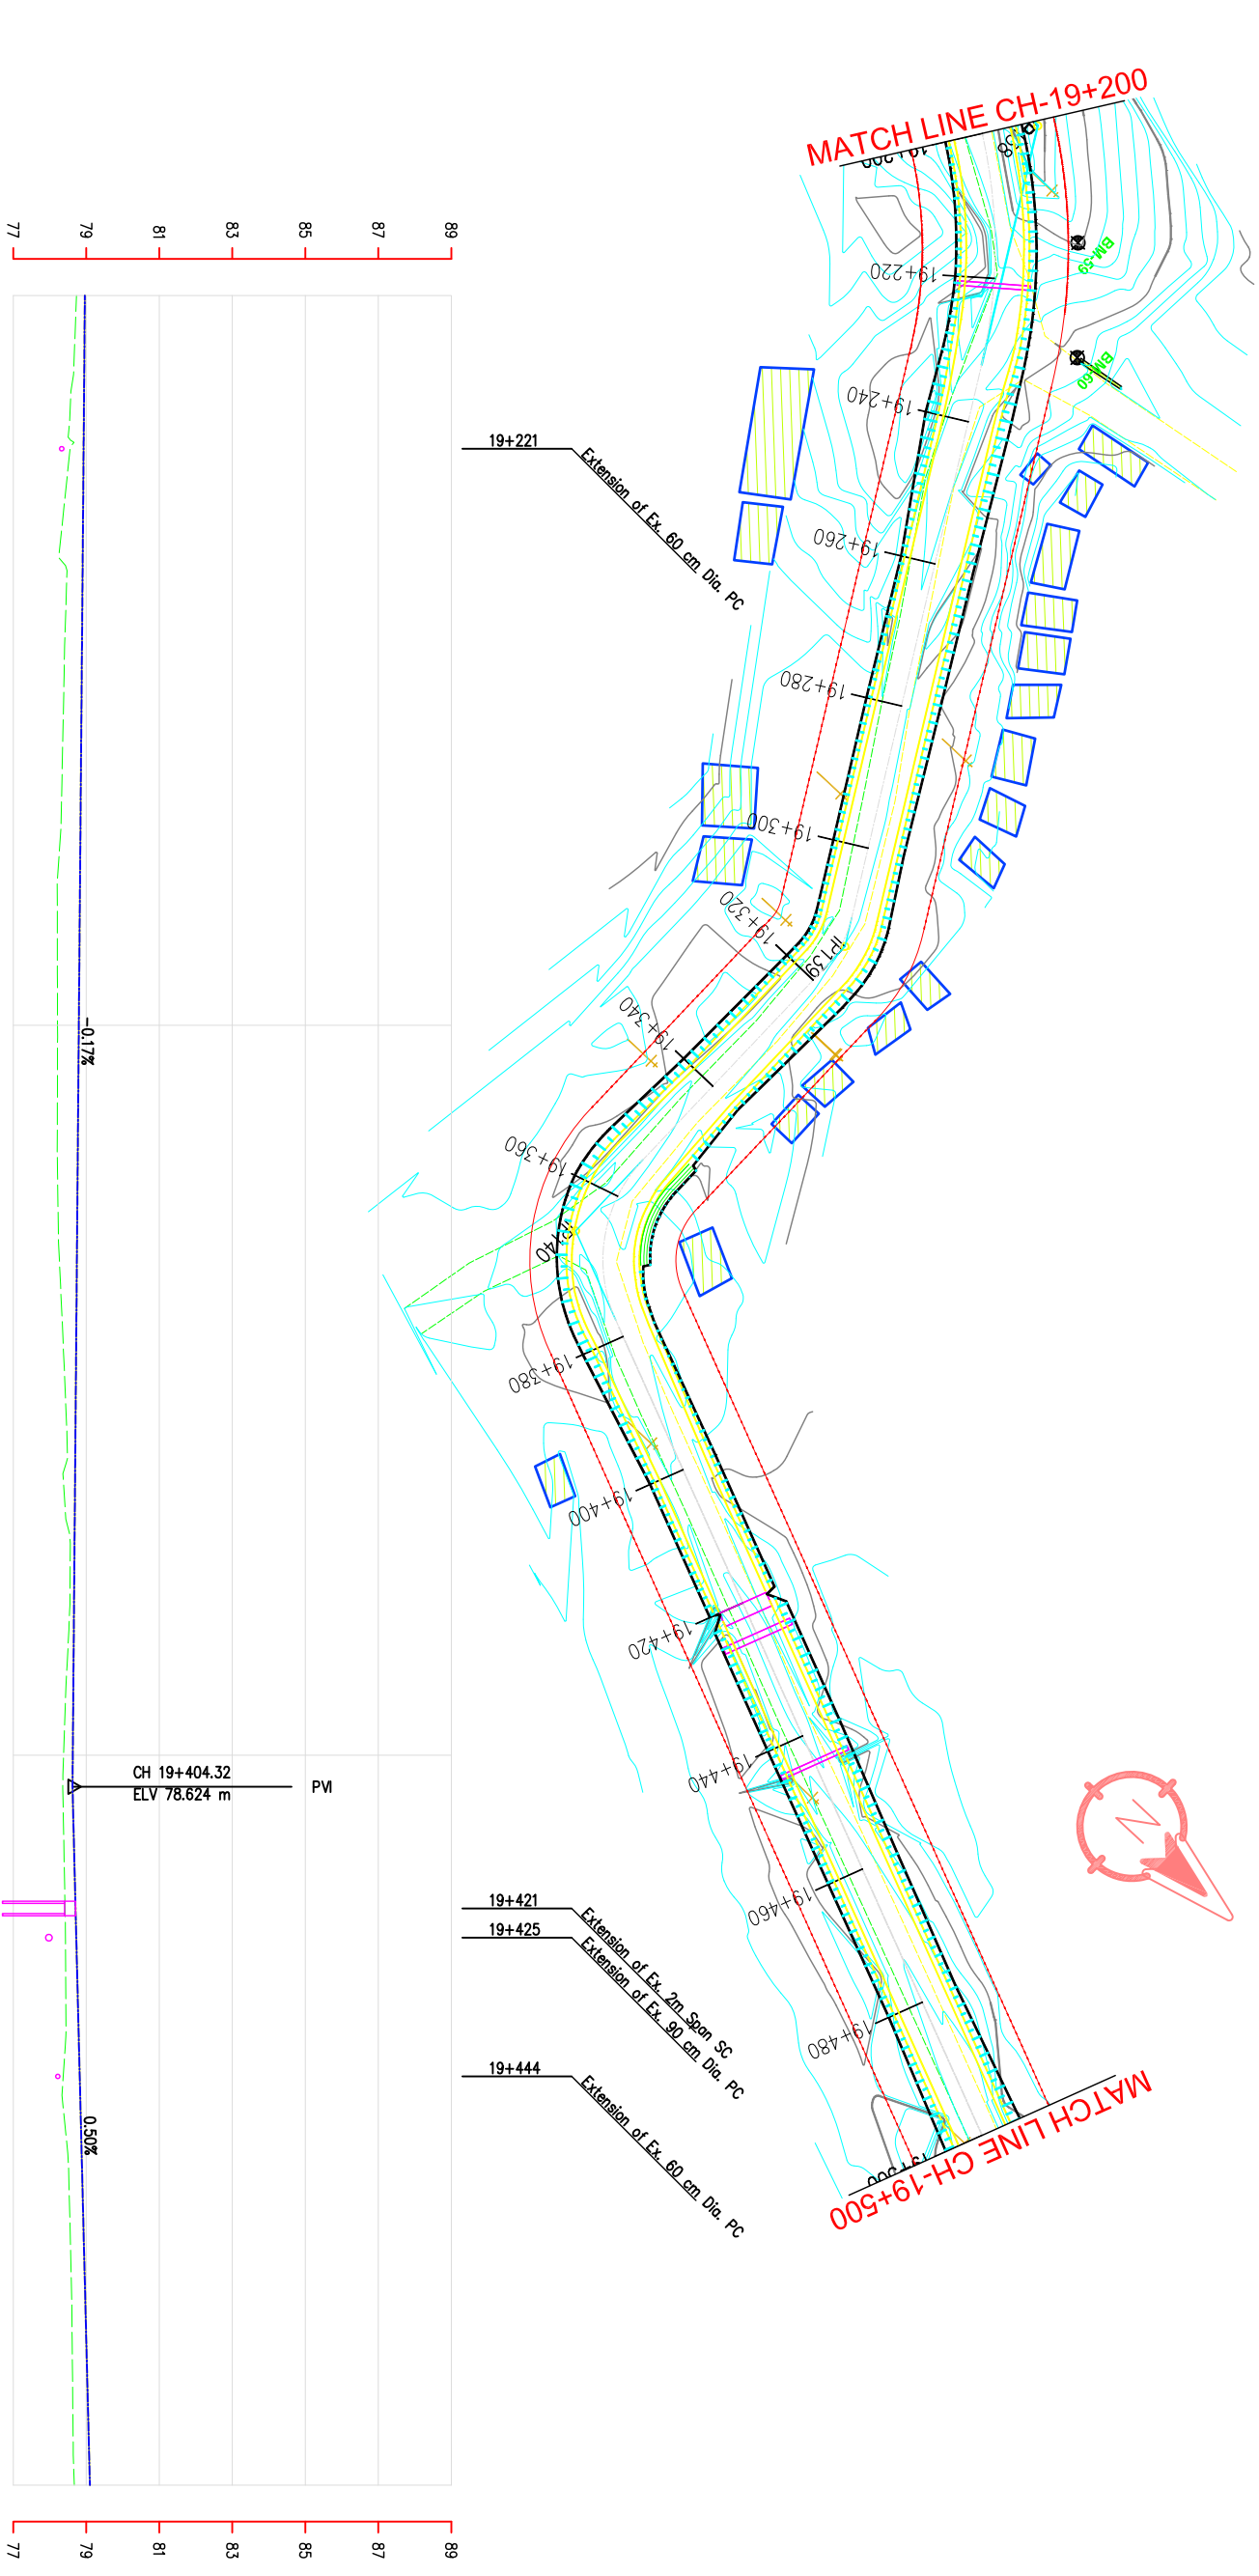 MATCH LINE CH-19+200
BM-59
19+220
BM-60
77
79
81
83
85
87
89
19+240
19+221
Extension of Ex. 60 cm Dia. PC
19+260
19+280
19+300
19+320
IP139
19+340
-0.17%
19+360
IP140
19+380
19+400
19+420
19+440
CH 19+404.32
ELV 78.624 m
PVI
19+460
19+421
Extension of Ex. 2m Span SC
19+425
Extension of Ex. 90 cm Dia. PC
N
19+480
19+444
Extension of Ex. 60 cm Dia. PC
0.50%
MATCH LINE CH-19+500
77
79
81
83
85
87
89